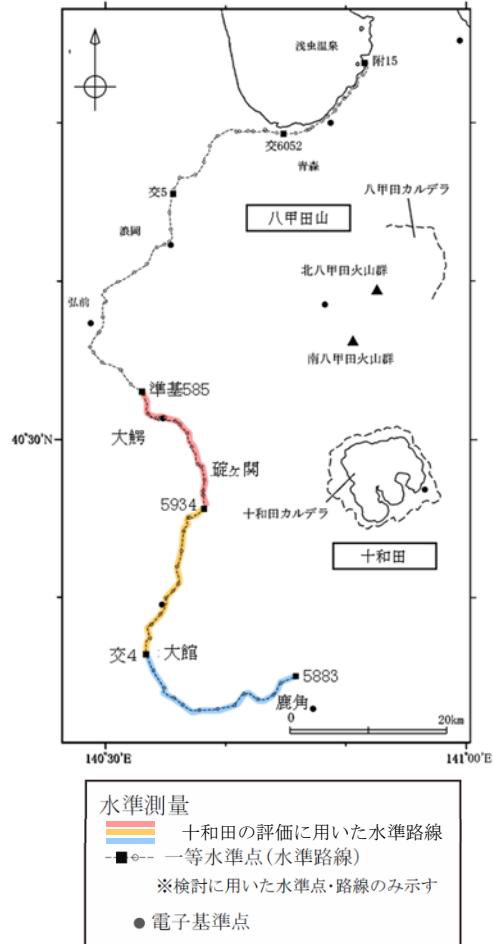 浅虫温泉
附15
交6052
青森
八甲田カルデラ
交5
八甲田山
浪岡
北八甲田火山群
弘前
南八甲田火山群
準基585
40°30'N
大鰐
碇ヶ関
5934
十和田カルデラ
十和田
交4
大館
5883
鹿角
0 20km
140°30'E
141°00'E
水準測量
十和田の評価に用いた水準路線
一等水準点(水準路線)
※検討に用いた水準点・路線のみ示す
電子基準点